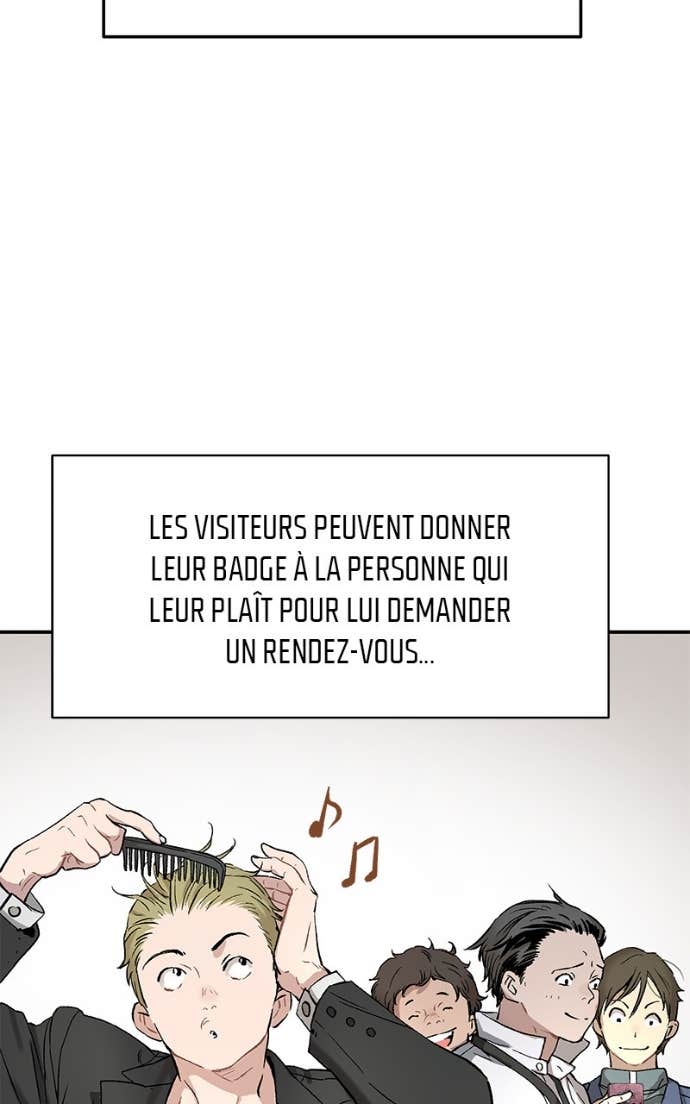 LES VISITEURS PEUVENT DONNER
LEUR BADGE À LA PERSONNE QUI
LEUR PLAÎT POUR LUI DEMANDER
UN RENDEZ-VOUS...